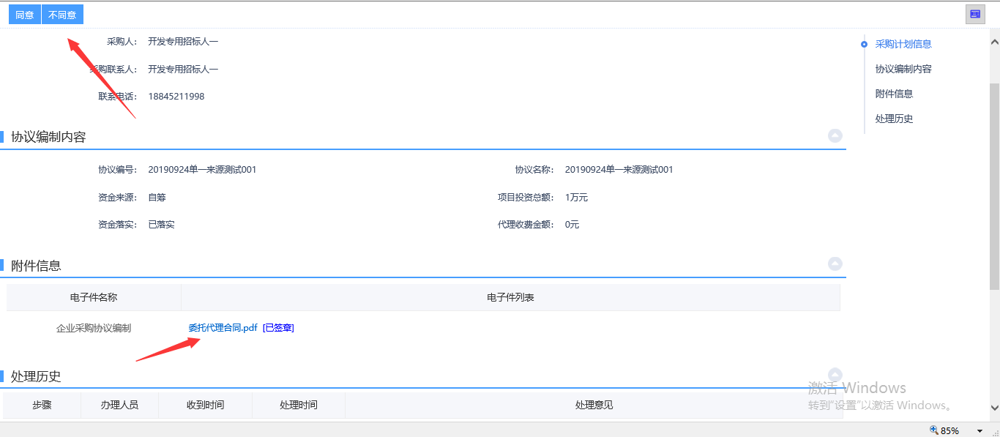 同意 不同意
采购人： 开发专用招标人一
采购联系人： 开发专用招标人一
联系电话： 18845211998
采购计划信息
协议编制内容
附件信息
处理历史
协议编制内容
协议编号： 20190924单一来源测试001 协议名称： 20190924单一来源测试001
资金来源： 自筹 项目投资总额： 1万元
资金落实： 已落实 代理收费金额： 0元
附件信息
电子件名称 电子件列表
企业采购协议编制 委托代理合同.pdf [已签章]
处理历史
步骤 办理人员 收到时间 处理时间 处理意见
激活 Windows
转到"设置"以激活 Windows。
85%